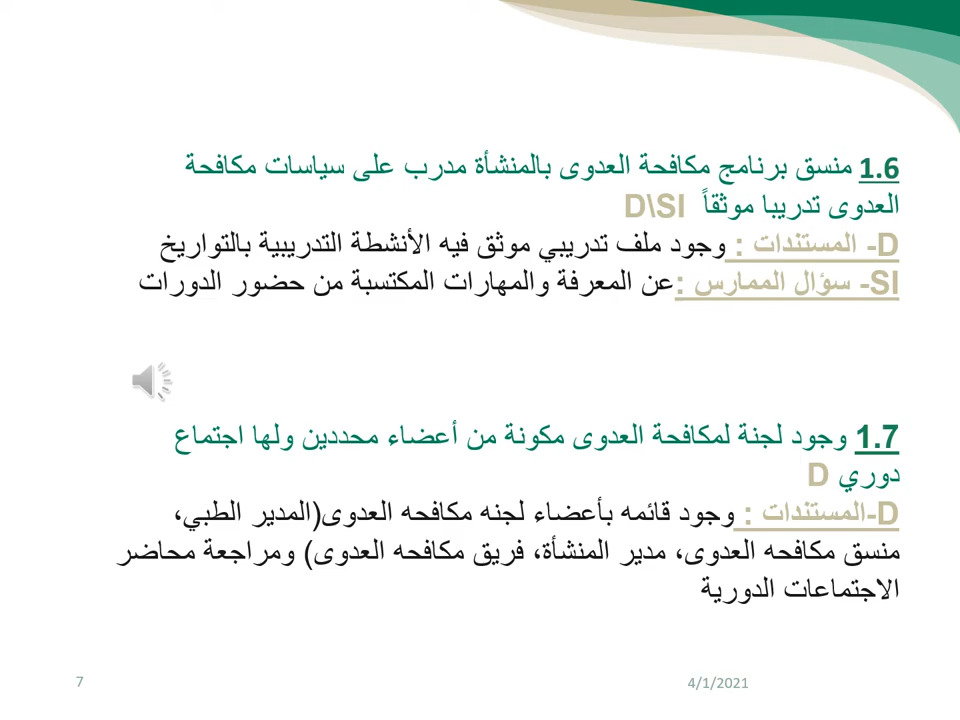 1.6 منسق برنامج مكافحة العدوى بالمنشأة مدرب على سياسات مكافحة
العدوى تدريبا موثقاً D\SI
D- المستندات : وجود ملف تدريبي موثق فيه الأنشطة التدريبية بالتواريخ
SI- سؤال الممارس :عن المعرفة والمهارات المكتسبة من حضور الدورات
1.7 وجود لجنة لمكافحة العدوى مكونة من أعضاء محددين ولها اجتماع
دوري D
D-المستندات : وجود قائمه بأعضاء لجنه مكافحه العدوى(المدير الطبي،
منسق مكافحه العدوى، مدير المنشأة، فريق مكافحه العدوى) ومراجعة محاضر
الاجتماعات الدورية
4/1/2021
7